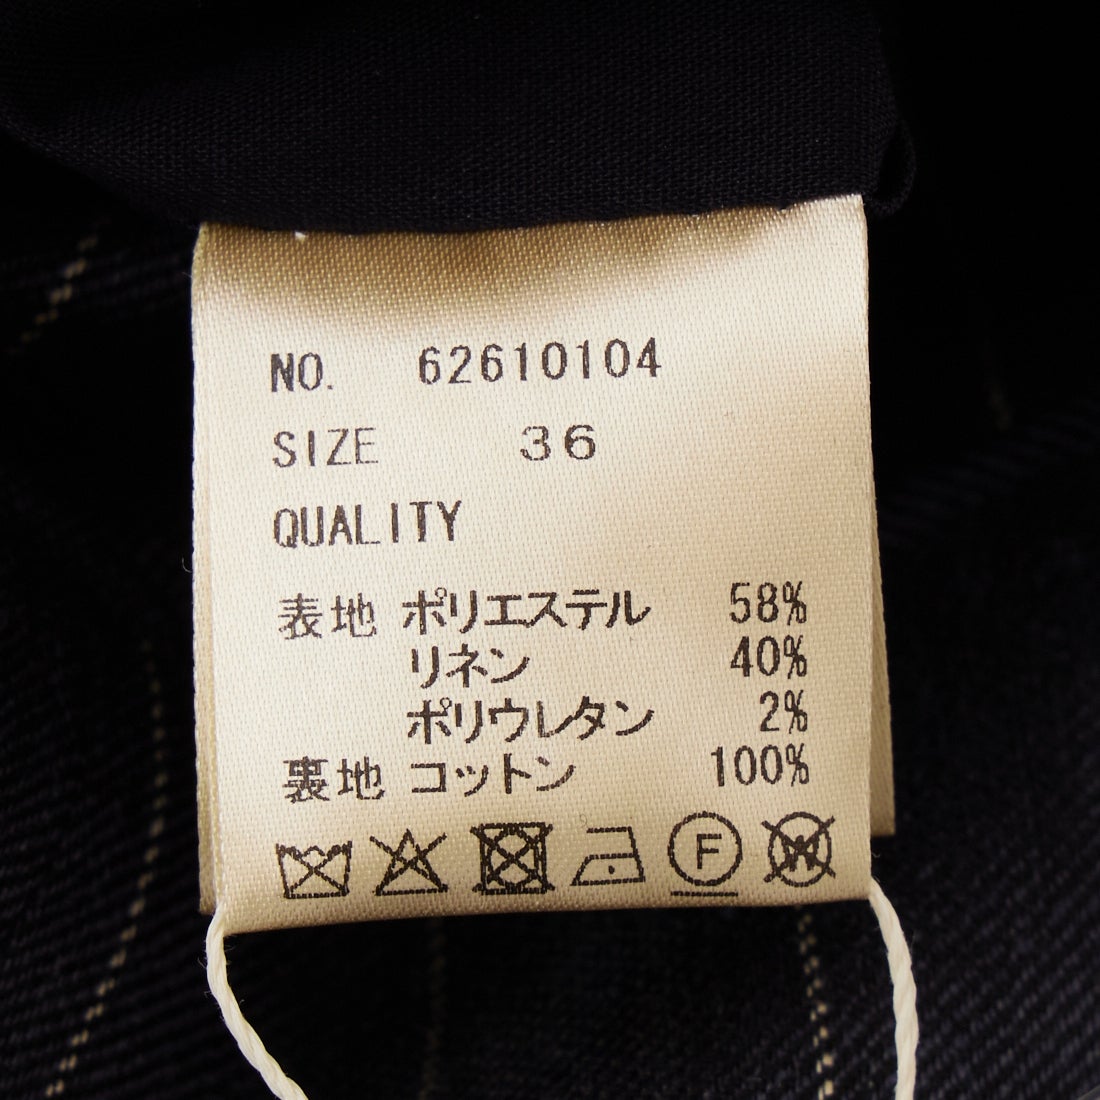 NO. 62610104
SIZE 36
QUALITY
表地 ポリエステル 58%
リネン 40%
ポリウレタン 2%
裏地 コットン 100%
F W